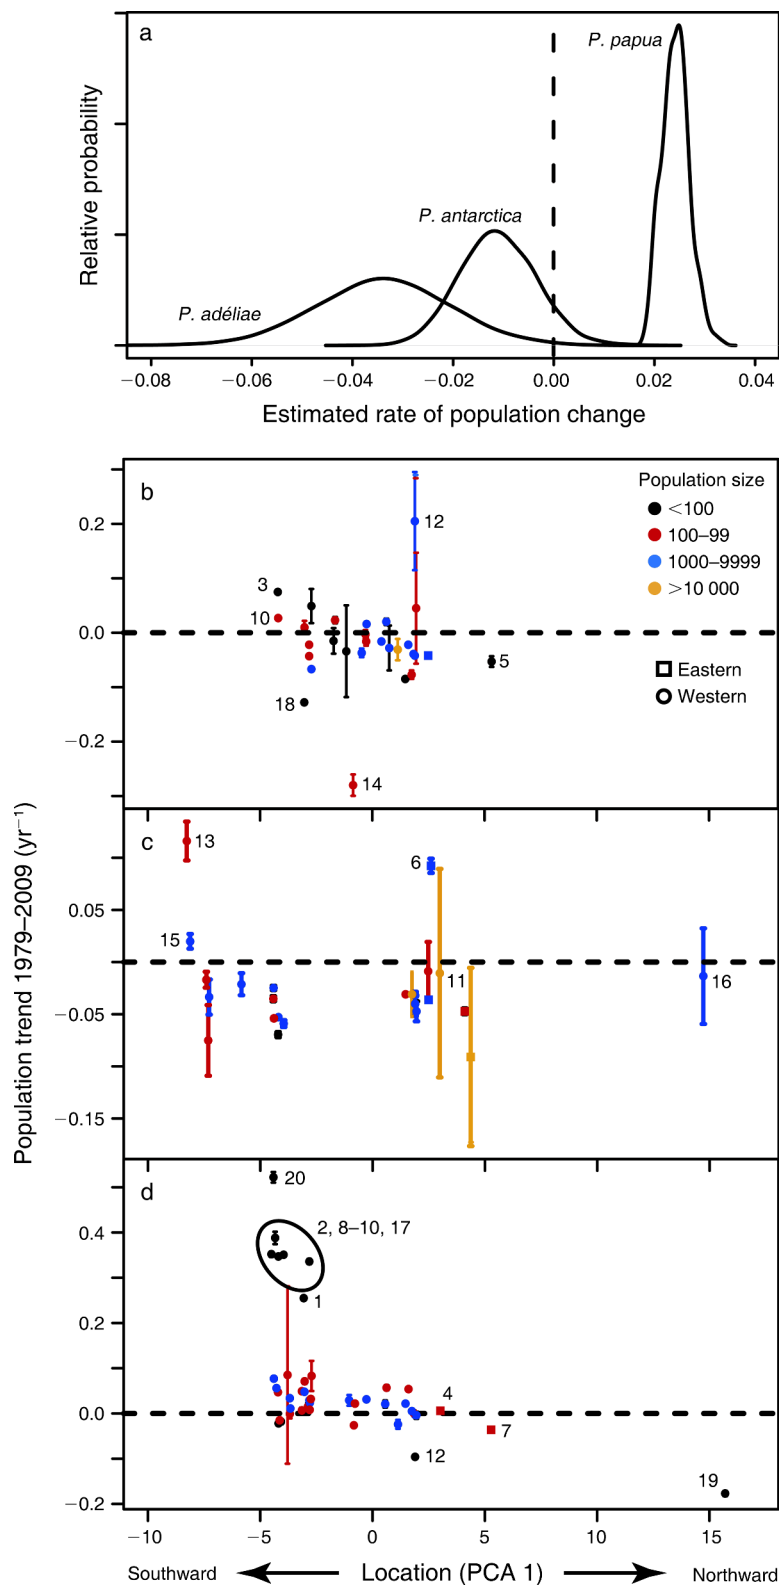 a
P. papua
P. antarctica
P. adéliae
Relative probability
−0.08 −0.06 −0.04 −0.02 0.00 0.02 0.04
Estimated rate of population change
b
Population size
<100
100–99
1000–9999
>10 000
Eastern
Western
12
3
10
18
5
14
0.2
0.0
−0.2
c
13
15
6
11
16
0.05
−0.05
−0.15
Population trend 1979–2009 (yr−1)
d
20
2, 8–10, 17
1
4
7
12
19
0.4
0.2
0.0
−0.2
−10 −5 0 5 10 15
Southward Location (PCA 1) Northward